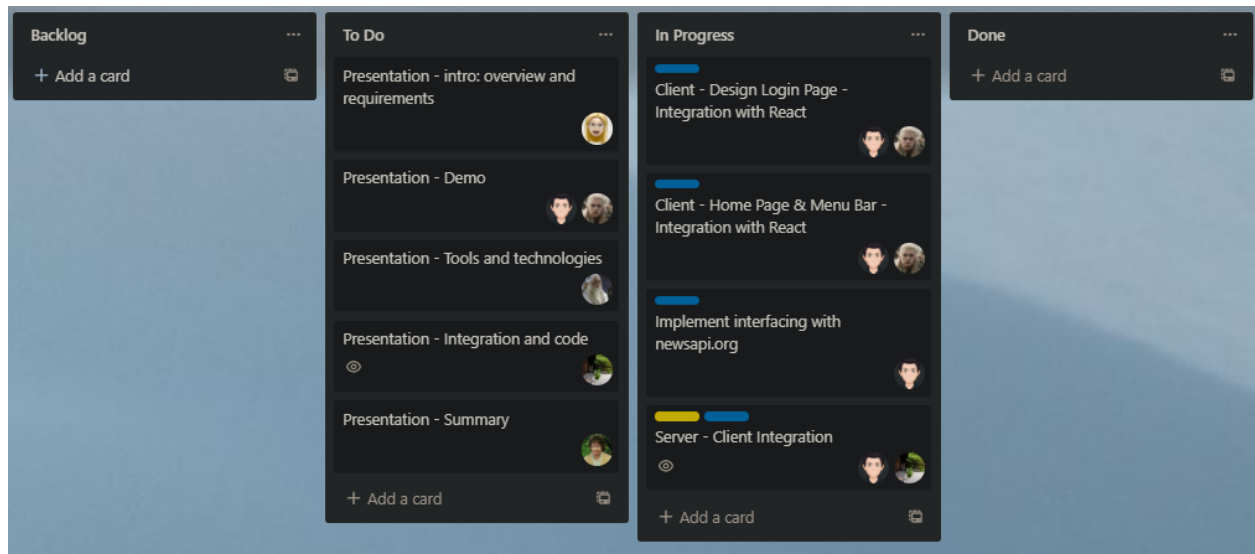 Backlog
+ Add a card
To Do
Presentation - intro: overview and
requirements
Presentation - Demo
Presentation - Tools and technologies
Presentation - Integration and code
Presentation - Summary
+ Add a card
In Progress
Client - Design Login Page -
Integration with React
Client - Home Page & Menu Bar -
Integration with React
Implement interfacing with
newsapi.org
Server - Client Integration
+ Add a card
Done
+ Add a card